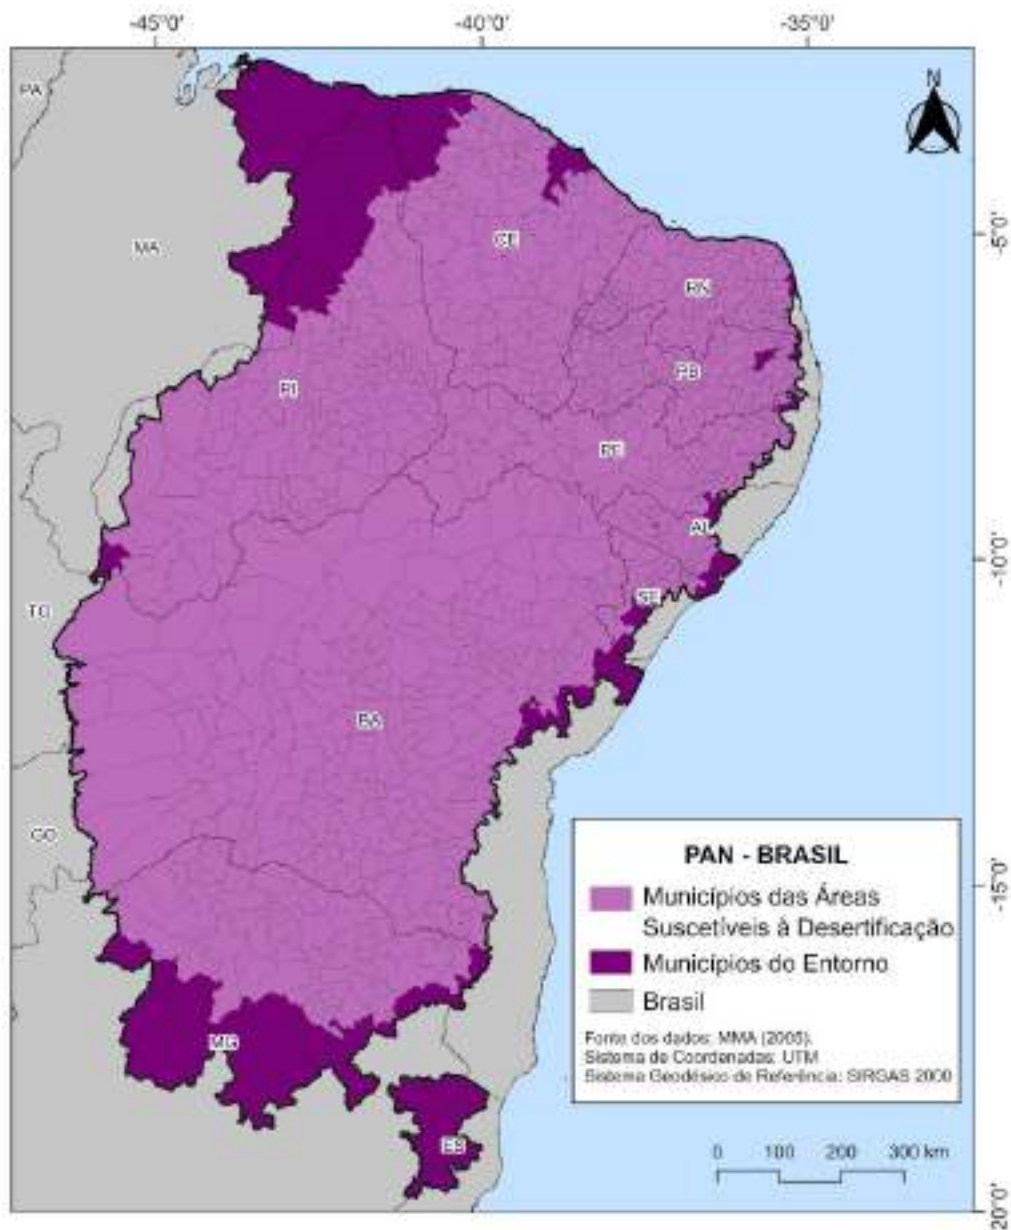 -45°0' -40°0' -35°0'
N
PA
-5°0'
MA
CE
RN
PB
PI
PE
AL
-10°0'
SE
TO
BA
GO
PAN - BRASIL
-15°0'
Municípios das Áreas
Suscetíveis à Desertificação
Municípios do Entorno
Brasil
Fonte dos dados: MMA (2005).
Sistema de Coordenadas: UTM
Sistema Geodésico de Referência: SIRGAS 2000
MG
ES
0 100 200 300 km
-20°0'